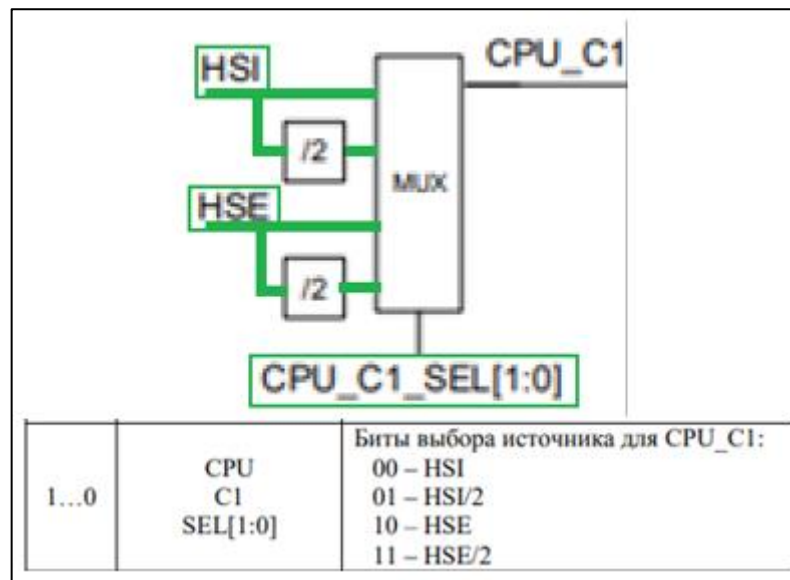 HSI
CPU_C1
/2
MUX
HSE
/2
CPU_C1_SEL[1:0]
1...0
CPU
C1
SEL[1:0]
Биты выбора источника для CPU_C1:
00 – HSI
01 – HSI/2
10 – HSE
11 – HSE/2